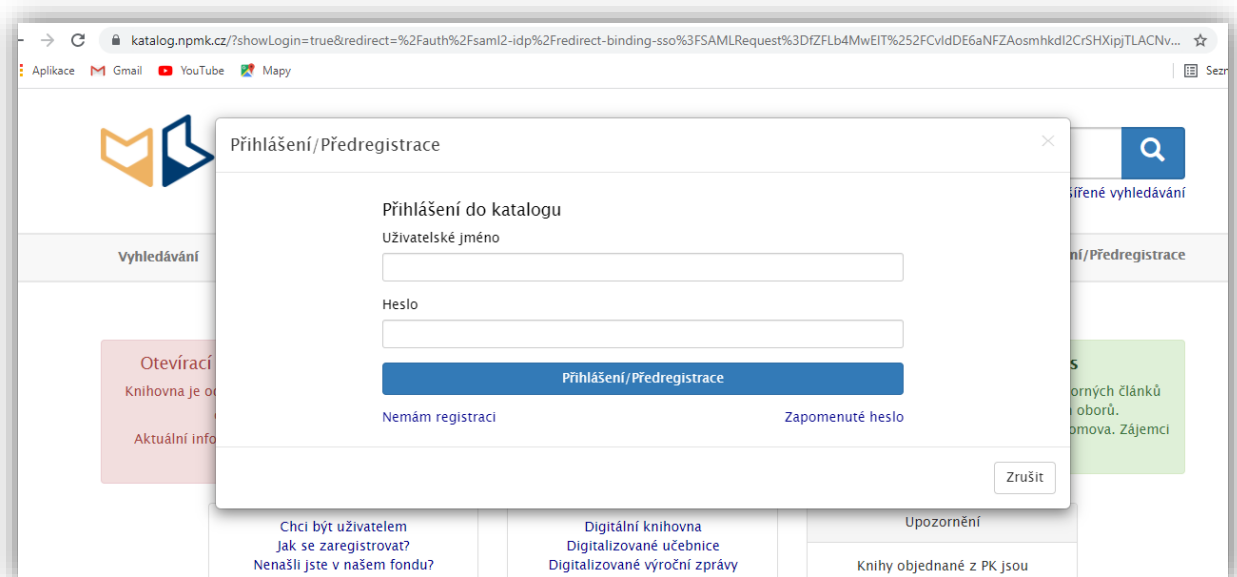 katalog.npmk.cz/?showLogin=true&redirect=%2Fauth%2Fsaml2-idp%2Fredirect-binding-sso%3FSAMLRequest%3DfZFLb4MwEIT%252FCvIdDE6aNFZAosmhkdI2CrSHXipjTLACNv...
Aplikace Gmail YouTube Mapy Sezn
Přihlášení/Předregistrace
šířené vyhledávání
Přihlášení do katalogu
Uživatelské jméno
Vyhledávání ní/Předregistrace
Heslo
Otevírací s
Přihlášení/Předregistrace
Knihovna je o orných článků
Nemám registraci Zapomenuté heslo
oborů.
Aktuální info omova. Zájemci
Zrušit
Chci být uživatelem Digitální knihovna Upozornění
Jak se zaregistrovat? Digitalizované učebnice
Nenašli jste v našem fondu? Digitalizované výroční zprávy Knihy objednané z PK jsou